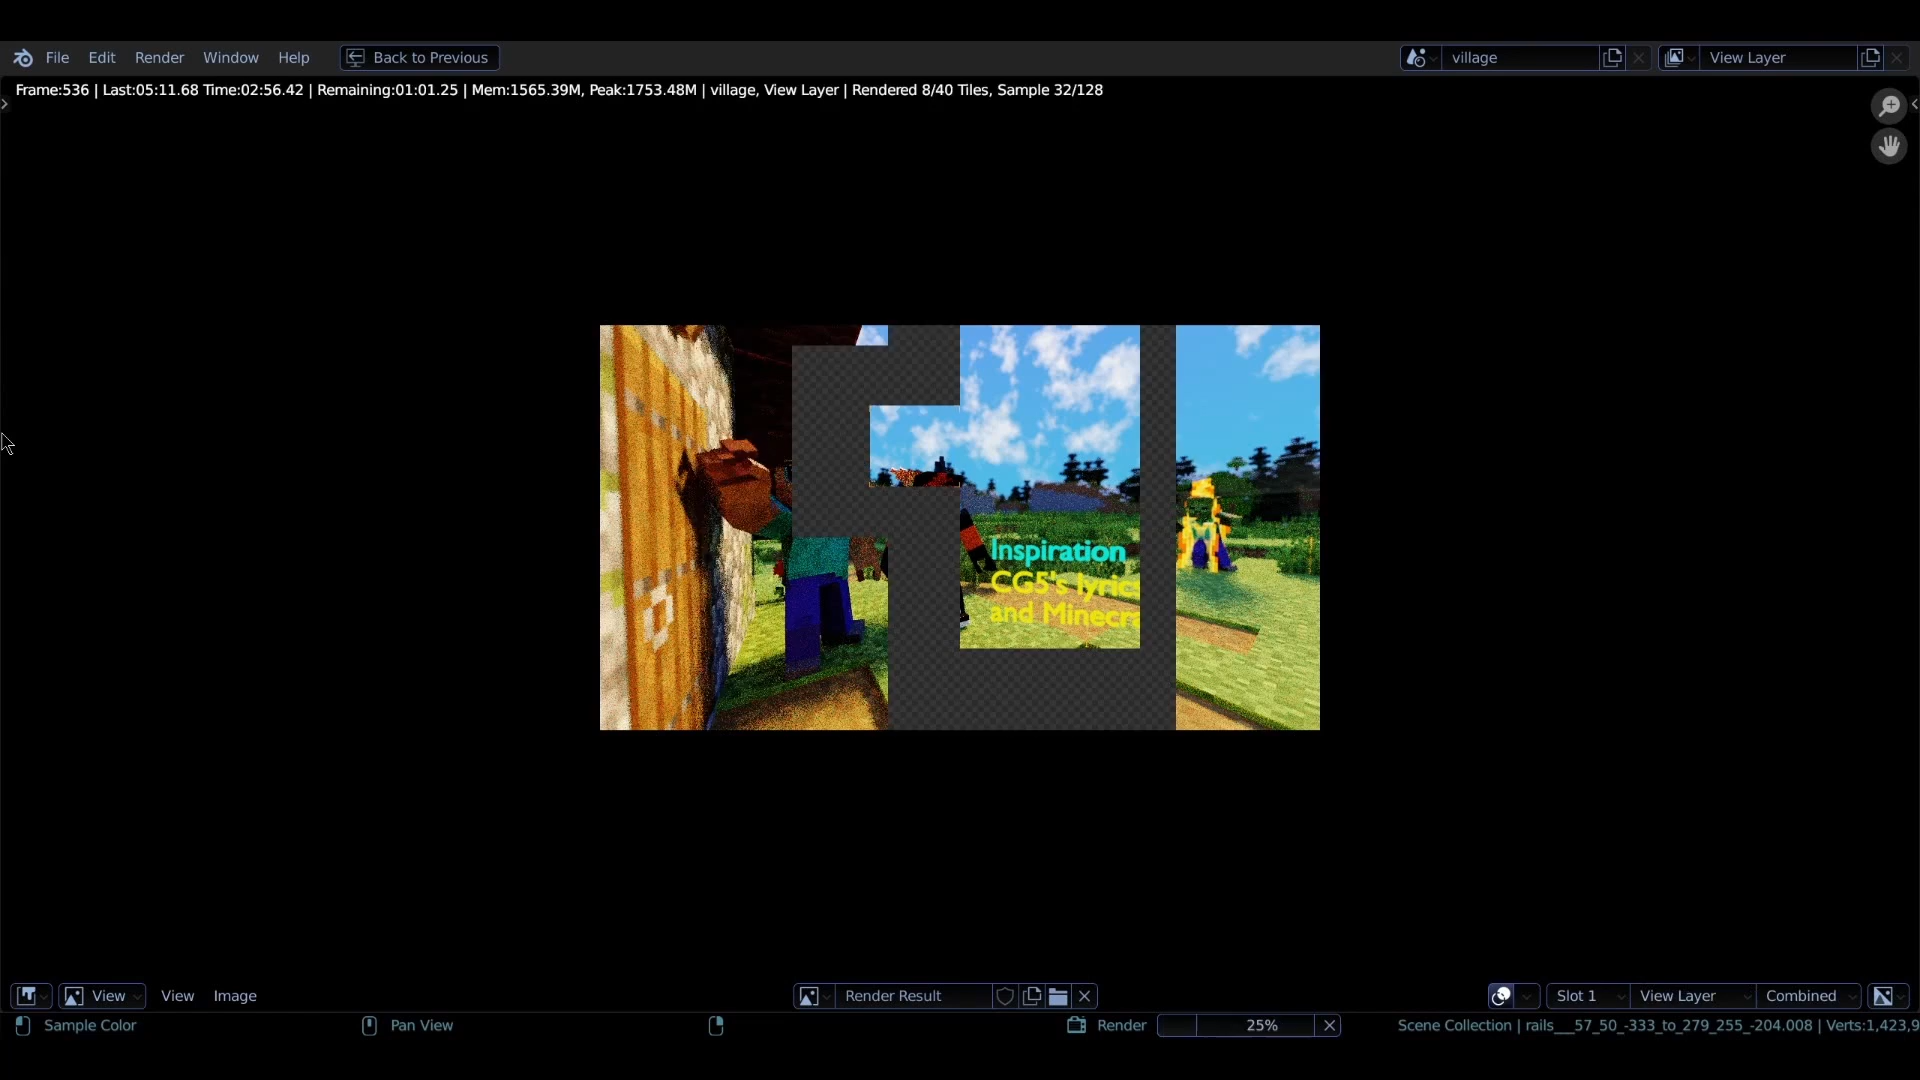 File Edit Render Window Help Back to Previous village View Layer
Frame:536 | Last:05:11.68 Time:02:56.42 | Remaining:01:01.25 | Mem:1565.39M, Peak:1753.48M | village, View Layer | Rendered 8/40 Tiles, Sample 32/128
Inspiration
CG5's lyric
and Minecr
View View Image Render Result Slot 1 View Layer Combined
Sample Color Pan View Render 25% Scene Collection | rails___57_50_-333_to_279_255_-204.008 | Verts:1,423,9